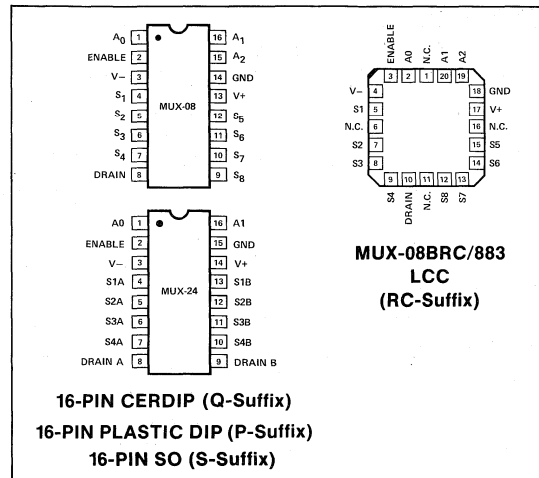 A0 1 16 A1
ENABLE 2 15 A2
V− 3 14 GND
S1 4 13 V+
MUX-08
S2 5 12 S5
S3 6 11 S6
S4 7 10 S7
DRAIN 8 9 S8
A0 1 16 A1
ENABLE 2 15 GND
V− 3 14 V+
S1A 4 13 S1B
MUX-24
S2A 5 12 S2B
S3A 6 11 S3B
S4A 7 10 S4B
DRAIN A 8 9 DRAIN B
16-PIN CERDIP (Q-Suffix)
16-PIN PLASTIC DIP (P-Suffix)
16-PIN SO (S-Suffix)
ENABLE A0 N.C. A1 A2
3 2 1 20 19
V− 4 18 GND
S1 5 17 V+
N.C. 6 16 N.C.
S2 7 15 S5
S3 8 14 S6
9 10 11 12 13
S4 DRAIN N.C. S8 S7
MUX-08BRC/883
LCC
(RC-Suffix)